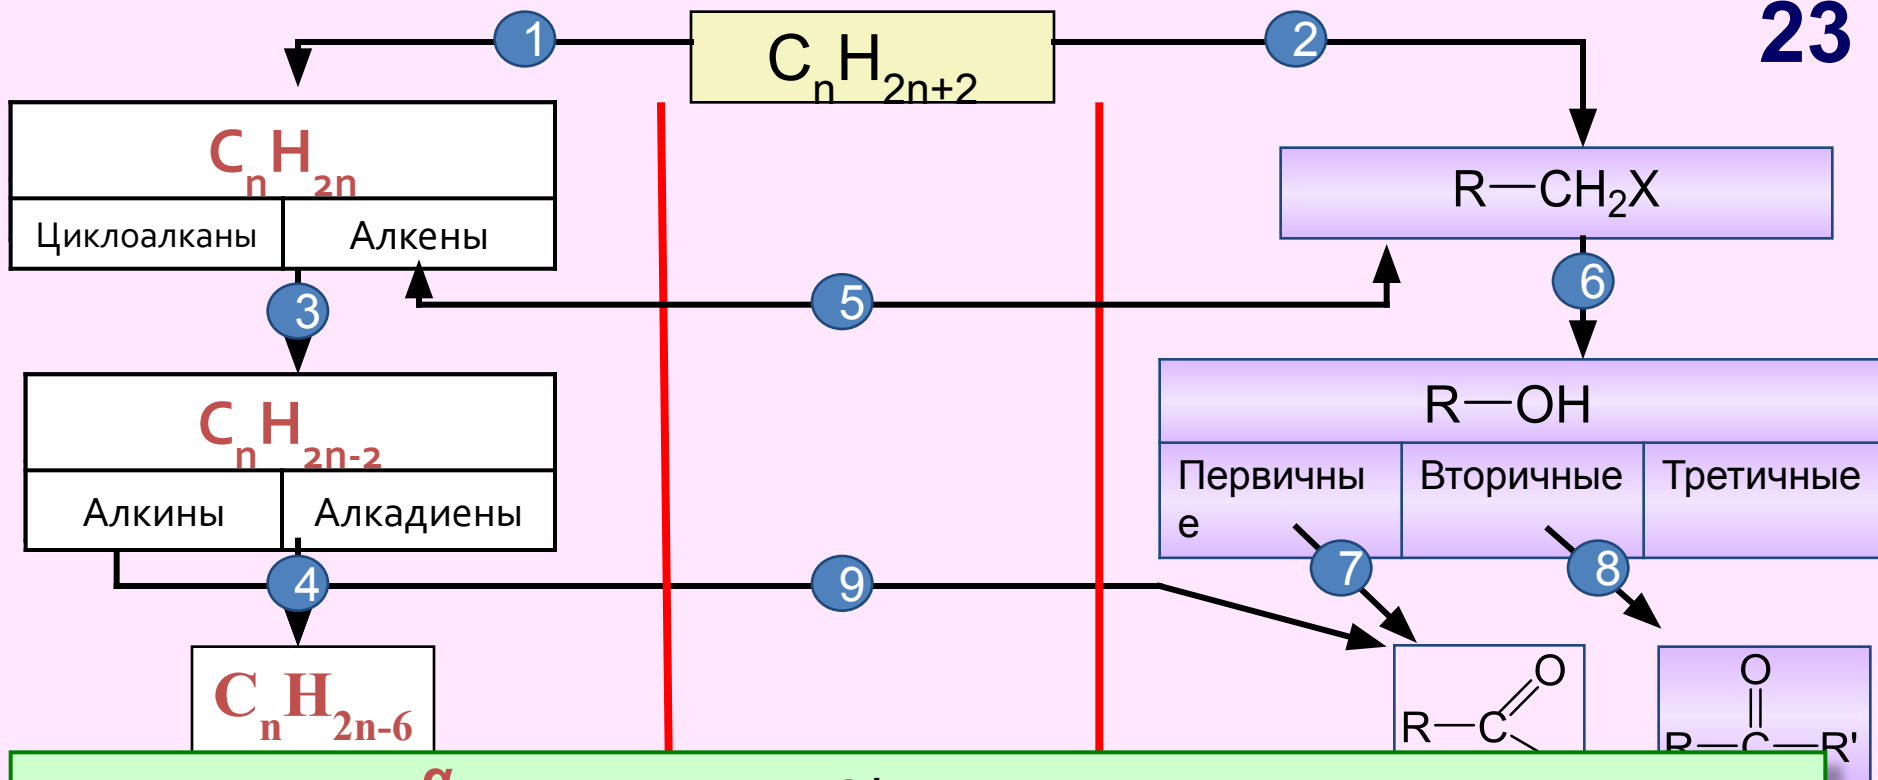 1
CnH2n+2
2
23
CnH2n
R—CH2X
Циклоалканы
Алкены
3
5
6
CnH2n-2
R—OH
Алкины
Алкадиены
Первичны
е
Вторичные
Третичные
4
9
7
8
CnH2n-6
O
R—C
O
R—C—R'